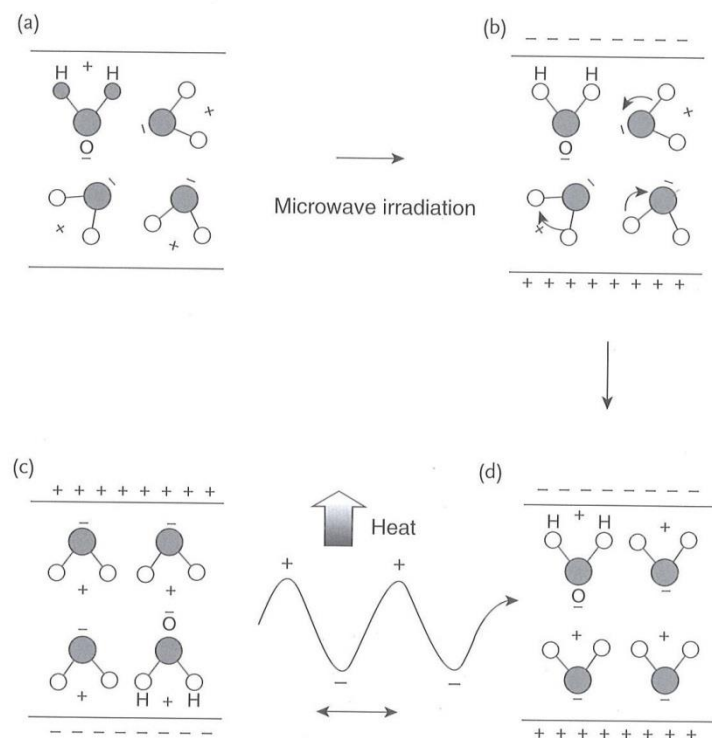 (a)
H + H
+
−
O
−
−
−
+
+
Microwave irradiation
(b)
− − − − − − − −
H H
+
−
O
−
−
−
+
+ + + + + + + +
(c)
+ + + + + + + +
− −
+ +
O
−
−
H + H
+
− − − − − − − −
Heat
+ +
− −
(d)
− − − − − − − −
H + H +
O −
−
+ +
− −
+ + + + + + + +